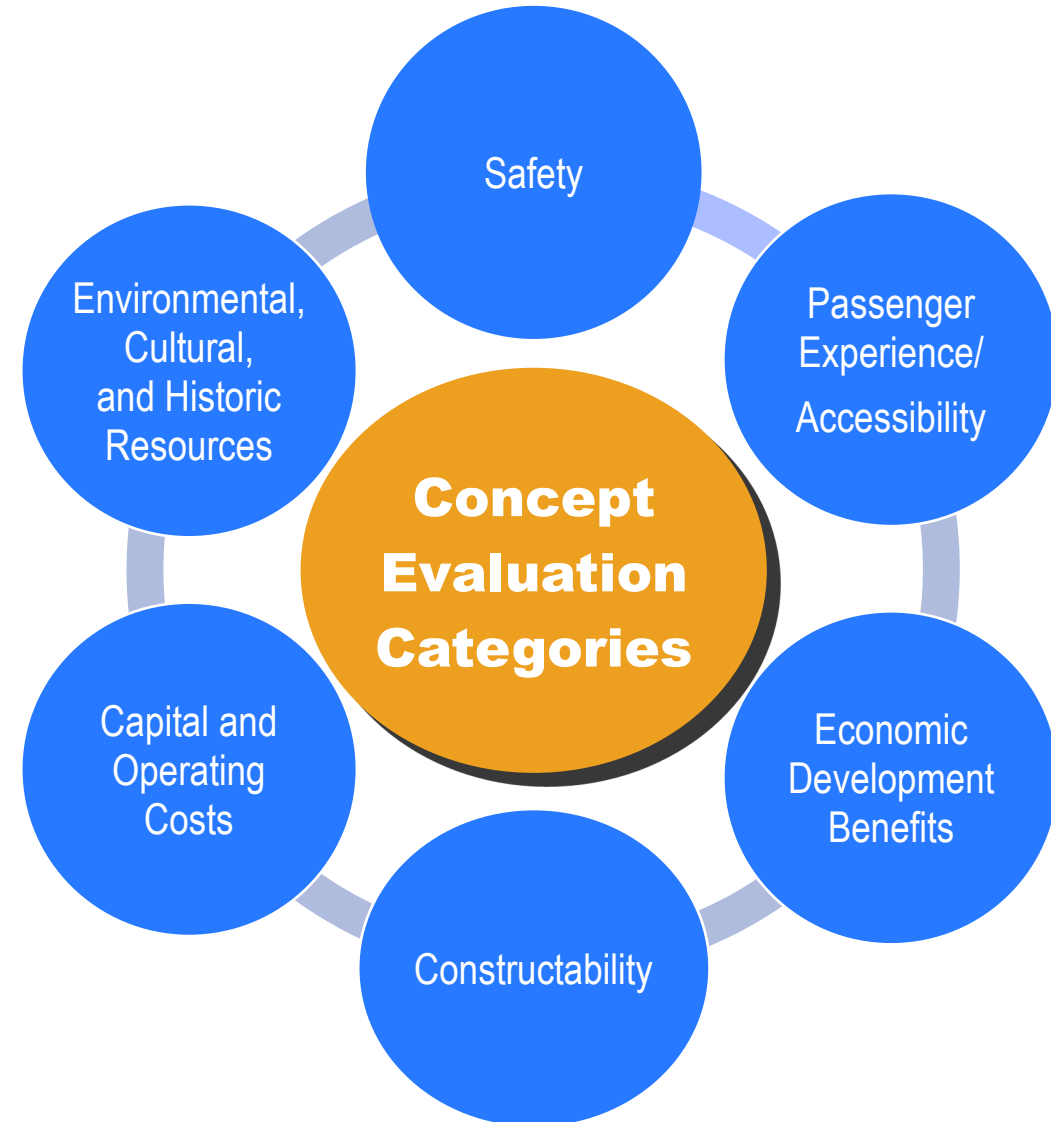 Safety
Passenger
Experience/
Accessibility
Economic
Development
Benefits
Constructability
Capital and
Operating
Costs
Environmental,
Cultural,
and Historic
Resources
Concept
Evaluation
Categories